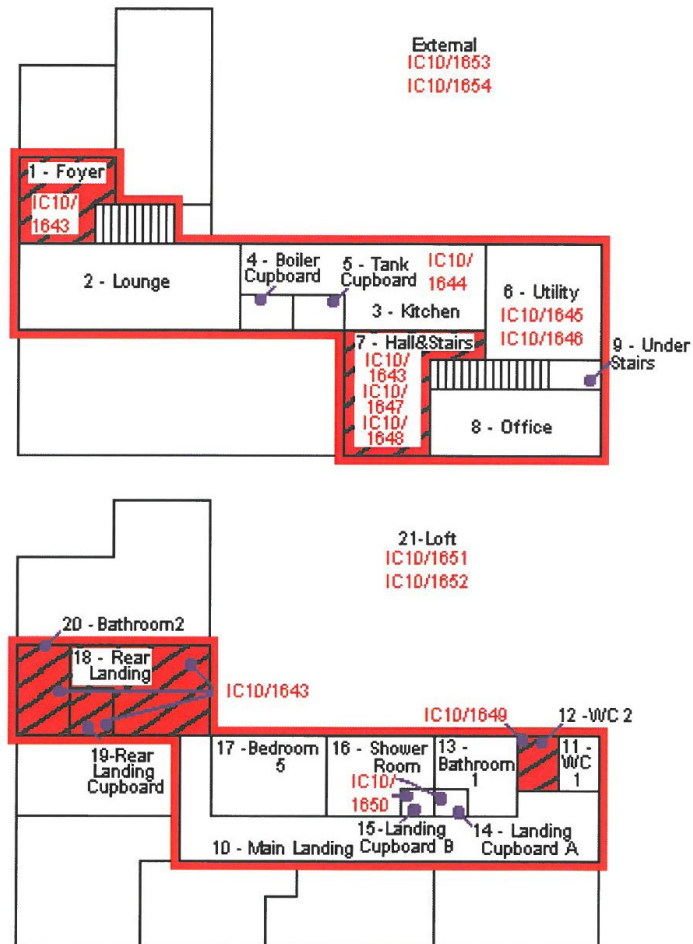 External
IC10/1653
IC10/1654
1 - Foyer
IC10/
1643
2 - Lounge
4 - Boiler
Cupboard
5 - Tank
Cupboard
IC10/
1644
3 - Kitchen
6 - Utility
IC10/1645
IC10/1646
7 - Hall&Stairs
IC10/
1643
IC10/
1647
IC10/
1648
9 - Under
Stairs
8 - Office
21-Loft
IC10/1651
IC10/1652
20 - Bathroom2
18 - Rear
Landing
IC10/1643
19-Rear
Landing
Cupboard
IC10/1649
12 -WC 2
17 -Bedroom
5
16 - Shower
Room
IC10/
1650
13 -
Bathroom
1
11 -
WC
1
15-Landing
Cupboard B
14 - Landing
Cupboard A
10 - Main Landing